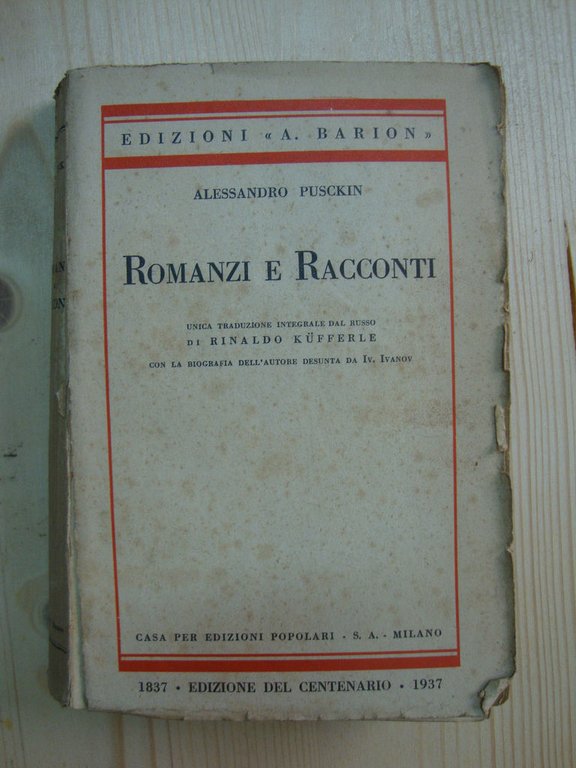 EDIZIONI « A. BARION »
ALESSANDRO PUSCKIN
ROMANZI E RACCONTI
UNICA TRADUZIONE INTEGRALE DAL RUSSO
DI RINALDO KÜFFERLE
CON LA BIOGRAFIA DELL'AUTORE DESUNTA DA IV. IVANOV
CASA PER EDIZIONI POPOLARI - S. A. - MILANO
1837 • EDIZIONE DEL CENTENARIO • 1937